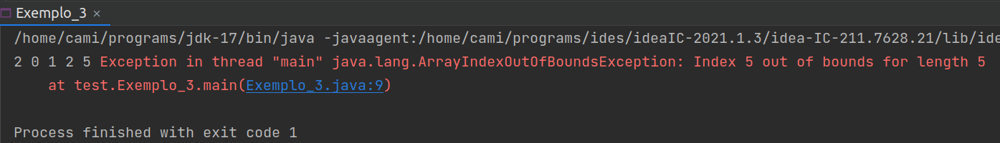 Exemplo_3 ×
/home/cami/programs/jdk-17/bin/java -javaagent:/home/cami/programs/ides/ideaIC-2021.1.3/idea-IC-211.7628.21/lib/ide
2 0 1 2 5 Exception in thread "main" java.lang.ArrayIndexOutOfBoundsException: Index 5 out of bounds for length 5
at test.Exemplo_3.main(Exemplo_3.java:9)
Process finished with exit code 1